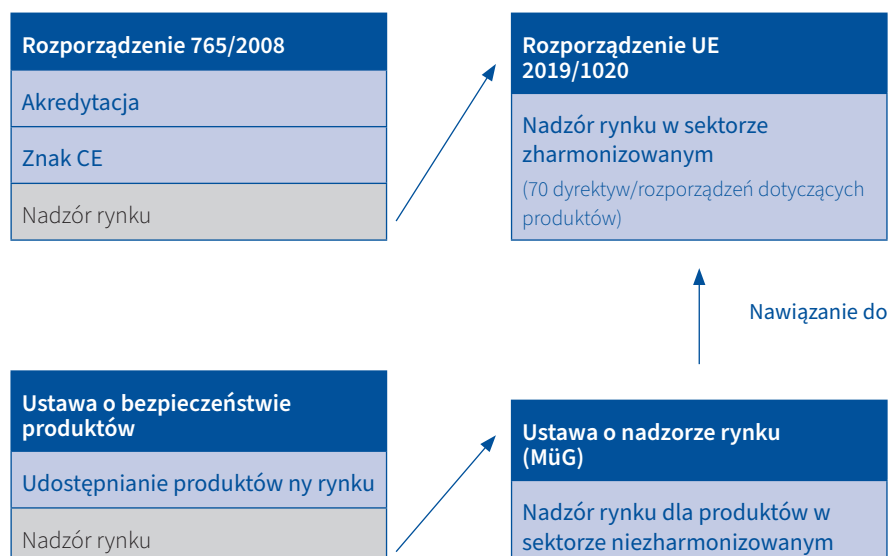 Rozporządzenie 765/2008
Akredytacja
Znak CE
Nadzór rynku
Rozporządzenie UE
2019/1020
Nadzór rynku w sektorze
zharmonizowanym
(70 dyrektyw/rozporządzeń dotyczących
produktów)
Nawiązanie do
Ustawa o bezpieczeństwie
produktów
Udostępnianie produktów ny rynku
Nadzór rynku
Ustawa o nadzorze rynku
(MüG)
Nadzór rynku dla produktów w
sektorze niezharmonizowanym